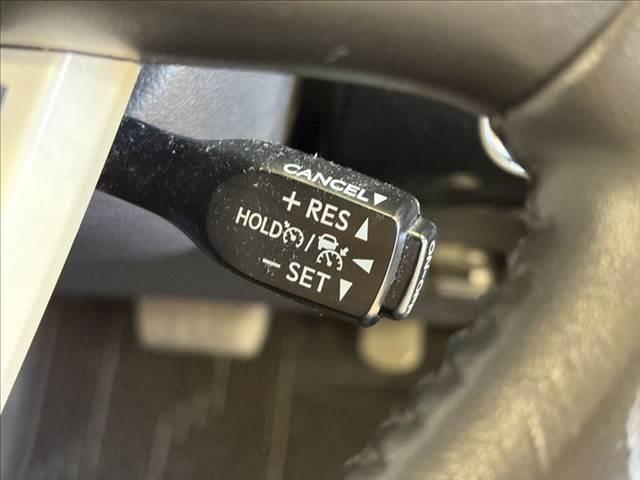 CANCEL▼
+ RES ▲
HOLD / ◀
− SET ▼